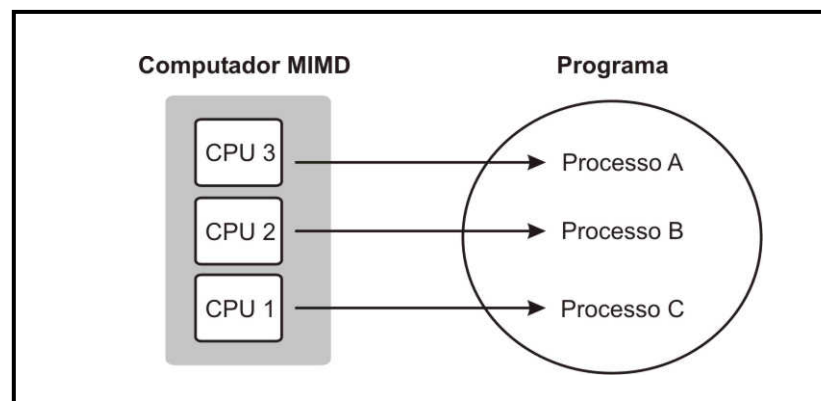 Computador MIMD Programa
CPU 3 Processo A
CPU 2 Processo B
CPU 1 Processo C